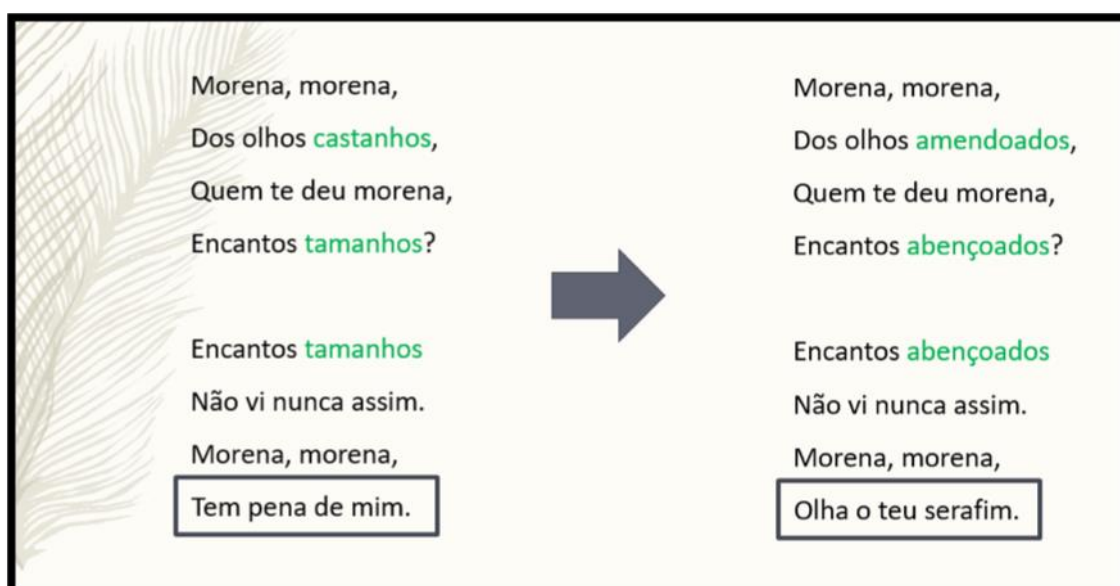 Morena, morena,
Dos olhos castanhos,
Quem te deu morena,
Encantos tamanhos?
Encantos tamanhos
Não vi nunca assim.
Morena, morena,
Tem pena de mim.
Morena, morena,
Dos olhos amendoados,
Quem te deu morena,
Encantos abençoados?
Encantos abençoados
Não vi nunca assim.
Morena, morena,
Olha o teu serafim.